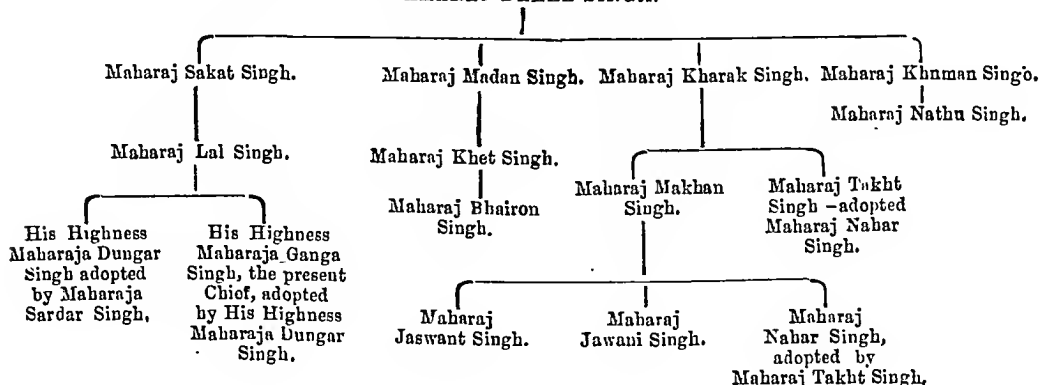 Maharaj Sakat Singh. Maharaj Madan Singh. Maharaj Kharak Singh. Maharaj Khnman Singo.
Maharaj Nathu Singh.
Maharaj Lal Singh. Maharaj Khet Singh.
Maharaj Bhairon
Singh.
Maharaj Makhan
Singh.
Maharaj Takht
Singh —adopted
Maharaj Nahar
Singh.
His Highness
Maharaja Dungar
Singh adopted
by Maharaja
Sardar Singh.
His Highness
Maharaja Ganga
Singh, the present
Chief, adopted
by His Highness
Maharaja Dungar
Singh.
Maharaj
Jaswant Singh.
Maharaj
Jawani Singh.
Maharaj
Nahar Singh,
adopted by
Maharaj Takht Singh.